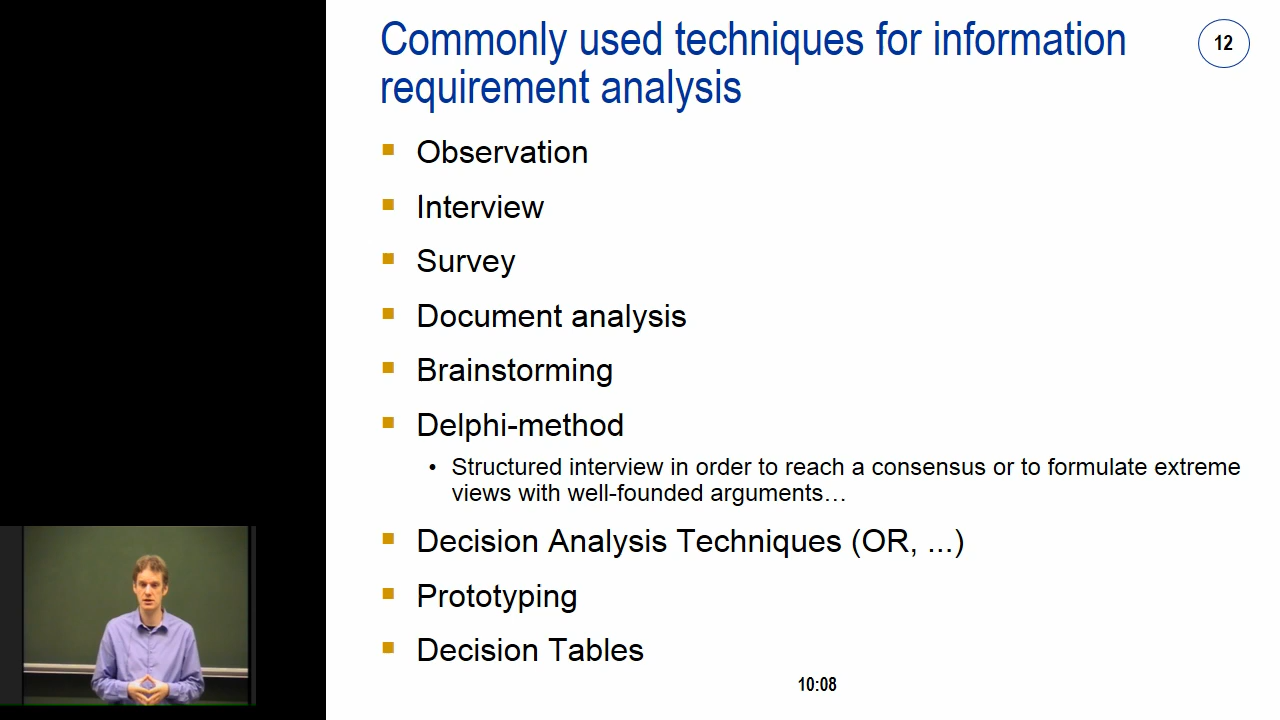 Commonly used techniques for information
requirement analysis
12
Observation
Interview
Survey
Document analysis
Brainstorming
Delphi-method
Structured interview in order to reach a consensus or to formulate extreme
views with well-founded arguments…
Decision Analysis Techniques (OR, ...)
Prototyping
Decision Tables
10:08